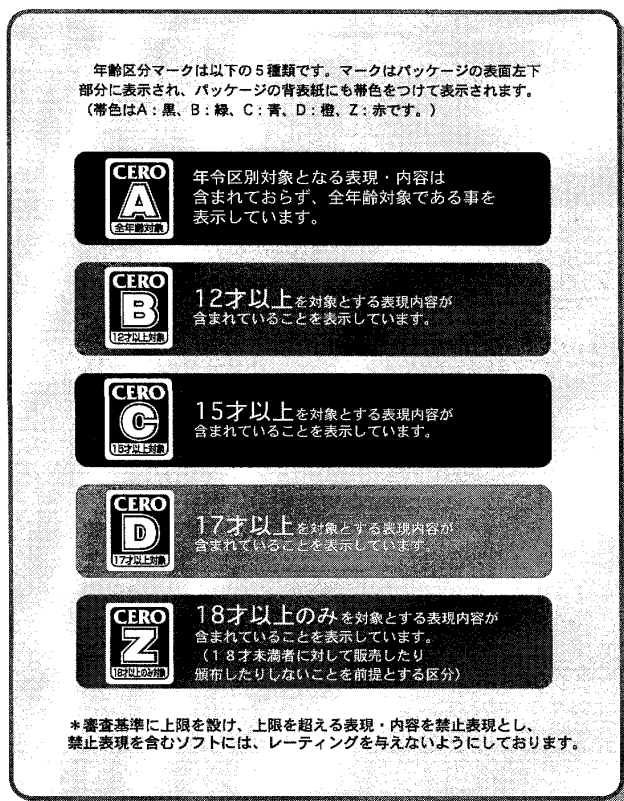 年齢区分マークは以下の5種類です。マークはパッケージの表面左下
部分に表示され、パッケージの背表紙にも帯色をつけて表示されます。
（帯色はA：黒、B：緑、C：青、D：橙、Z：赤です。）
CERO
A
全年齢対象
年令区別対象となる表現・内容は
含まれておらず、全年齢対象である事を
表示しています。
CERO
B
12才以上対象
12才以上を対象とする表現内容が
含まれていることを表示しています。
CERO
C
15才以上対象
15才以上を対象とする表現内容が
含まれていることを表示しています。
CERO
D
17才以上対象
17才以上を対象とする表現内容が
含まれていることを表示しています。
CERO
Z
18才以上のみ対象
18才以上のみを対象とする表現内容が
含まれていることを表示しています。
（18才未満者に対して販売したり
頒布したりしないことを前提とする区分）
＊審査基準に上限を設け、上限を超える表現・内容を禁止表現とし、
禁止表現を含むソフトには、レーティングを与えないようにしております。